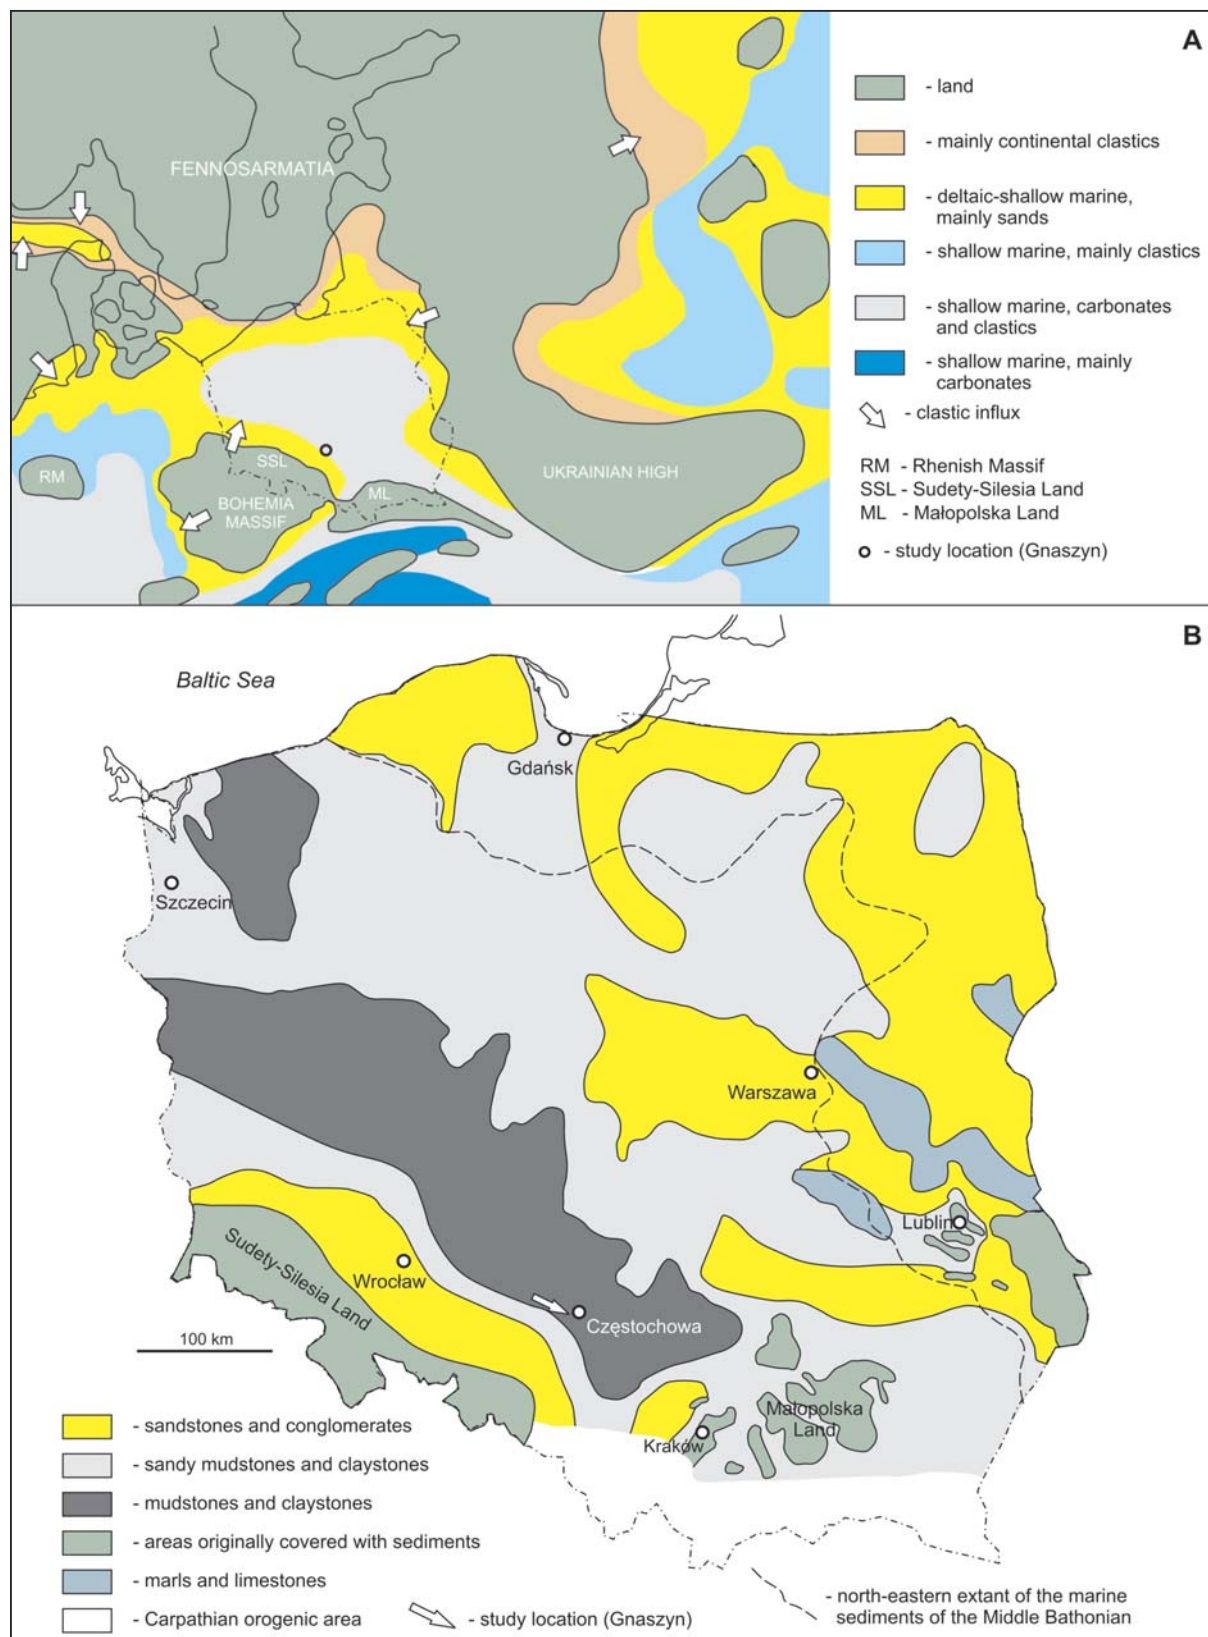 A
FENNOSARMATIA
SSL
RM
BOHEMIA
MASSIF
ML
UKRAINIAN HIGH
- land
- mainly continental clastics
- deltaic-shallow marine,
mainly sands
- shallow marine, mainly clastics
- shallow marine, carbonates
and clastics
- shallow marine, mainly
carbonates
- clastic influx
RM - Rhenish Massif
SSL - Sudety-Silesia Land
ML - Małopolska Land
- study location (Gnaszyn)
B
Baltic Sea
Gdańsk
Szczecin
Warszawa
Lublin
Sudety-Silesia Land
Wrocław
Częstochowa
100 km
Małopolska
Land
Kraków
- sandstones and conglomerates
- sandy mudstones and claystones
- mudstones and claystones
- areas originally covered with sediments
- marls and limestones
- Carpathian orogenic area
- study location (Gnaszyn)
- north-eastern extant of the marine
sediments of the Middle Bathonian